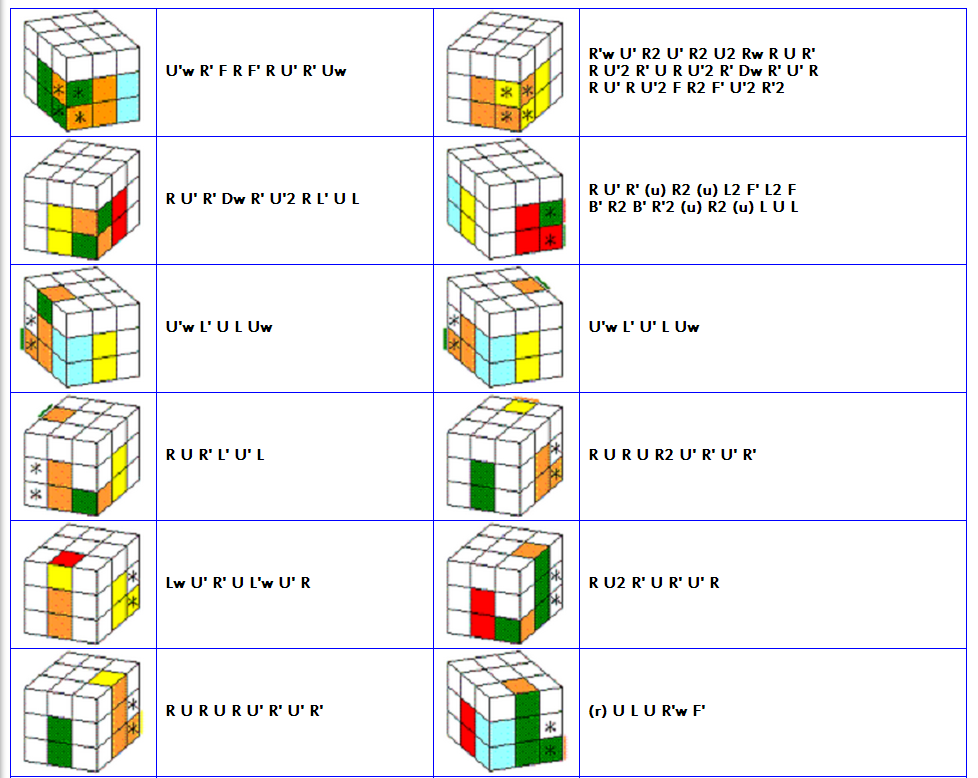 U'w R' F R F' R U' R' Uw
R'w U' R2 U' R2 U2 Rw R U R'
R U'2 R' U R U'2 R' Dw R' U' R
R U' R U'2 F R2 F' U'2 R'2
R U' R' Dw R' U'2 R L' U L
R U' R' (u) R2 (u) L2 F' L2 F
B' R2 B' R'2 (u) R2 (u) L U L
U'w L' U L Uw
U'w L' U' L Uw
R U R' L' U' L
R U R U R2 U' R' U' R'
Lw U' R' U L'w U' R
R U2 R' U R' U' R
R U R U R U' R' U' R'
(r) U L U R'w F'